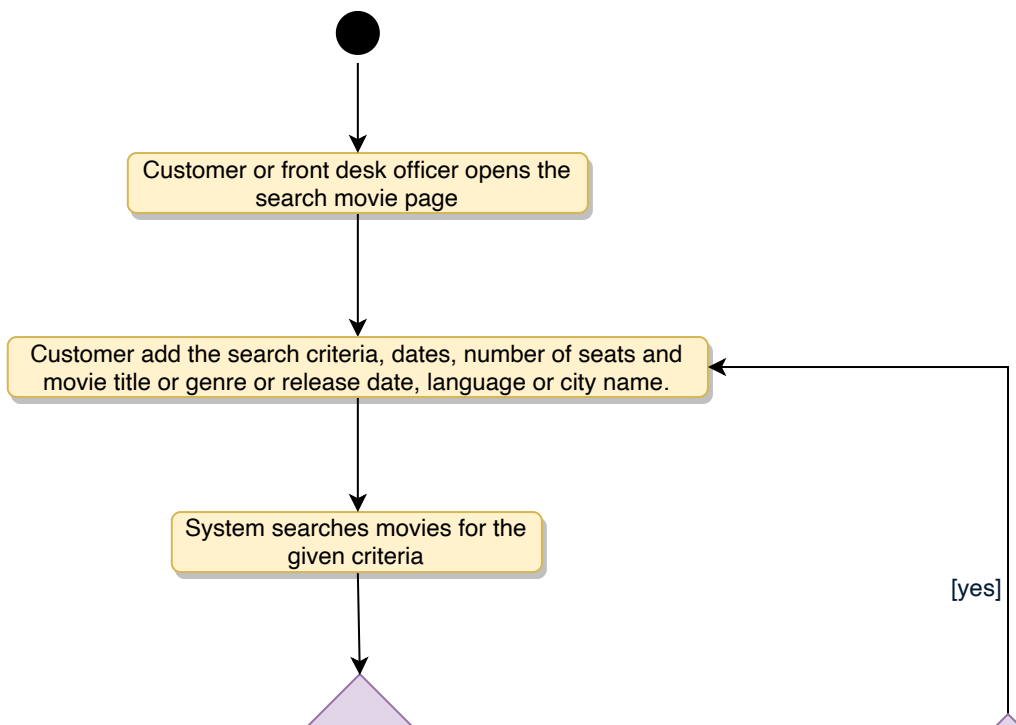 Customer or front desk officer opens the
search movie page
Customer add the search criteria, dates, number of seats and
movie title or genre or release date, language or city name.
System searches movies for the
given criteria
[yes]